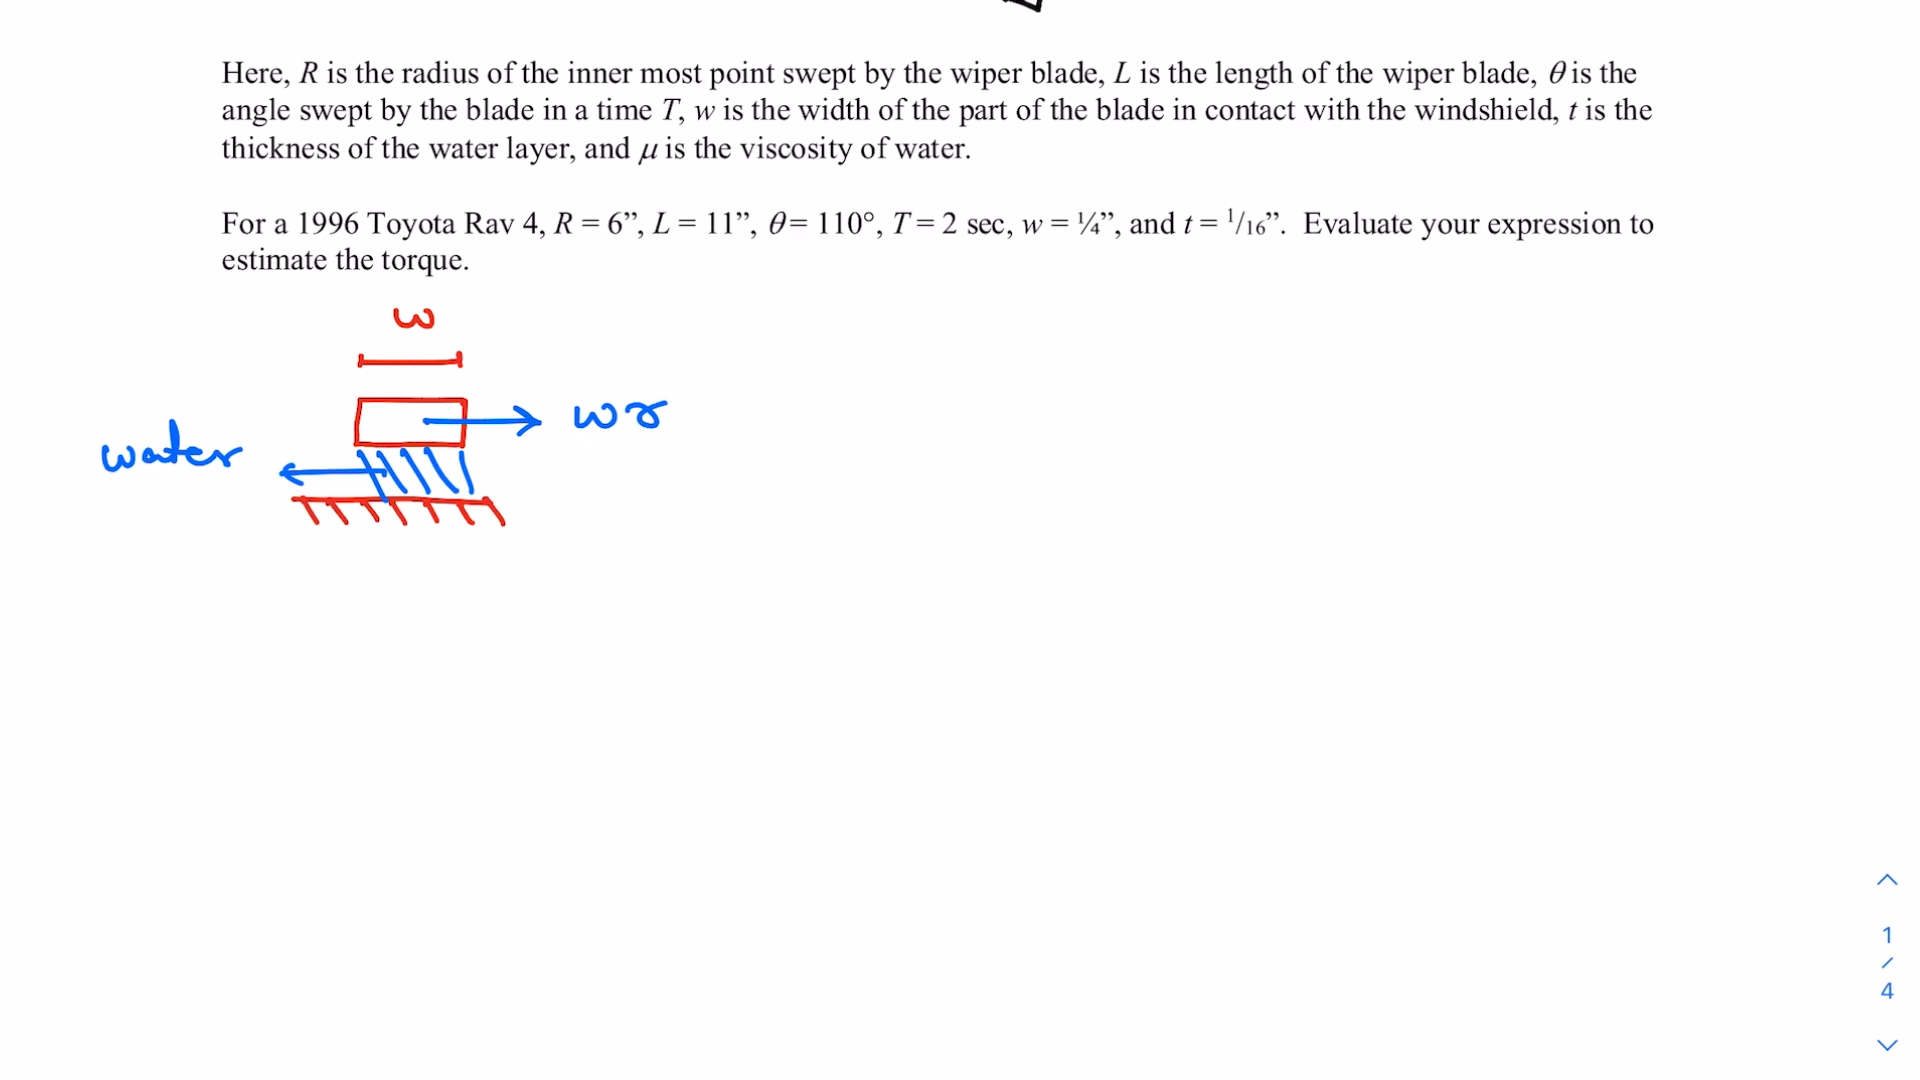 Here, R is the radius of the inner most point swept by the wiper blade, L is the length of the wiper blade, θ is the
angle swept by the blade in a time T, w is the width of the part of the blade in contact with the windshield, t is the
thickness of the water layer, and μ is the viscosity of water.
For a 1996 Toyota Rav 4, R = 6”, L = 11”, θ= 110°, T = 2 sec, w = ¼”, and t = 1/16”. Evaluate your expression to
estimate the torque.
ω
ωr
water
1
/
4